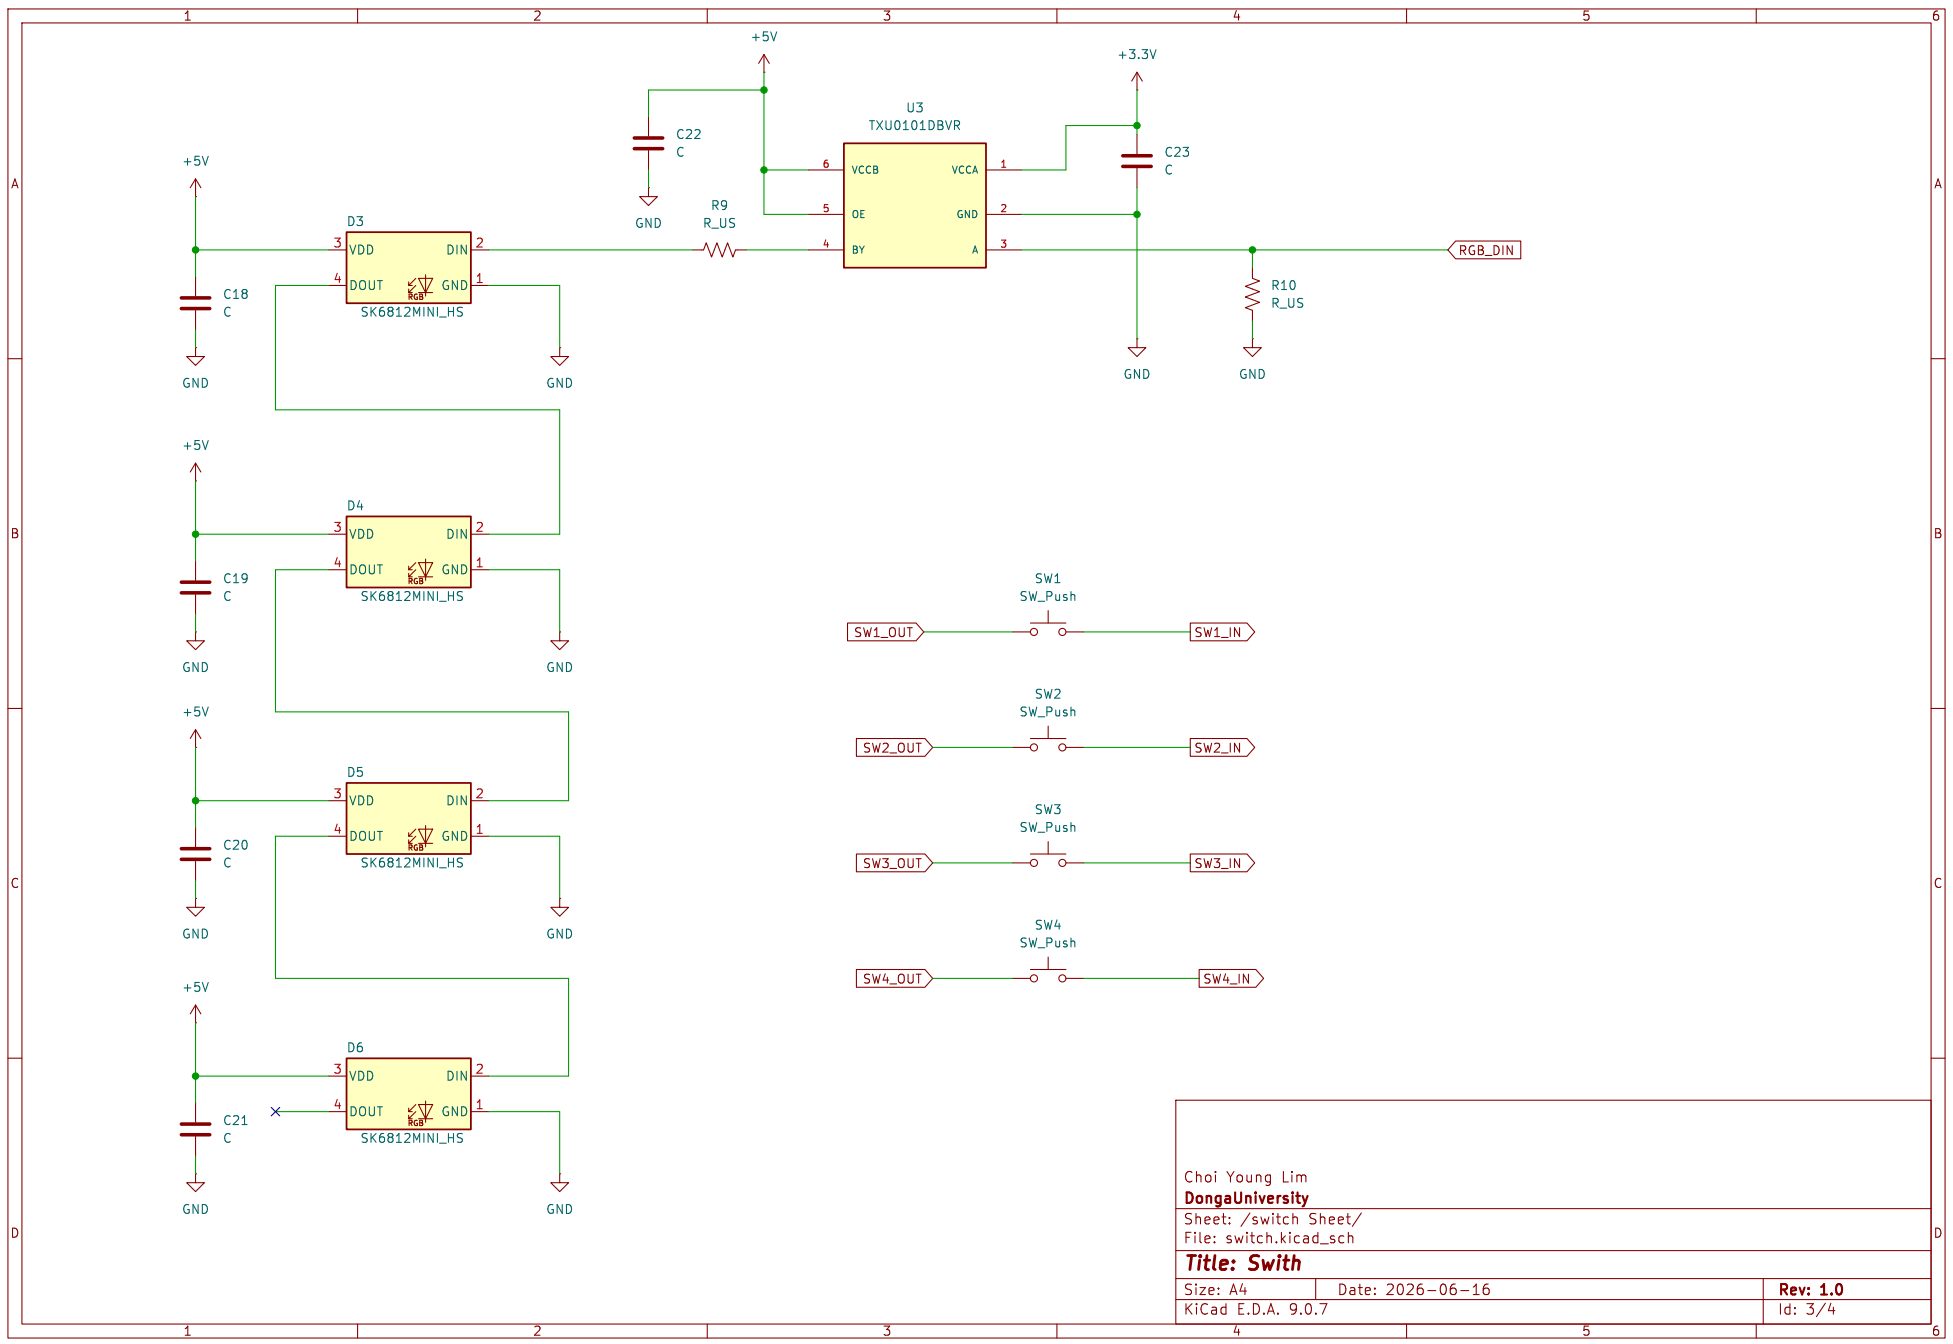 1 2 3 4 5 6
A
B
C
D
A
B
C
D
1 2 3 4 5 6
+5V
+3.3V
U3
TXU0101DBVR
C22
C
GND
6 VCCB
5 OE
4 BY
VCCA 1
GND 2
A 3
C23
C
R9
R_US
RGB_DIN
R10
R_US
GND
GND
+5V
D3
3 VDD
4 DOUT
DIN 2
GND 1
RGB
SK6812MINI_HS
C18
C
GND
GND
+5V
D4
3 VDD
4 DOUT
DIN 2
GND 1
RGB
SK6812MINI_HS
C19
C
GND
GND
+5V
D5
3 VDD
4 DOUT
DIN 2
GND 1
RGB
SK6812MINI_HS
C20
C
GND
GND
+5V
D6
3 VDD
4 DOUT
DIN 2
GND 1
RGB
SK6812MINI_HS
C21
C
GND
GND
SW1
SW_Push
SW1_OUT
SW1_IN
SW2
SW_Push
SW2_OUT
SW2_IN
SW3
SW_Push
SW3_OUT
SW3_IN
SW4
SW_Push
SW4_OUT
SW4_IN
Choi Young Lim
DongaUniversity
Sheet: /switch Sheet/
File: switch.kicad_sch
Title: Swith
Size: A4 Date: 2026-06-16 Rev: 1.0
KiCad E.D.A. 9.0.7 Id: 3/4